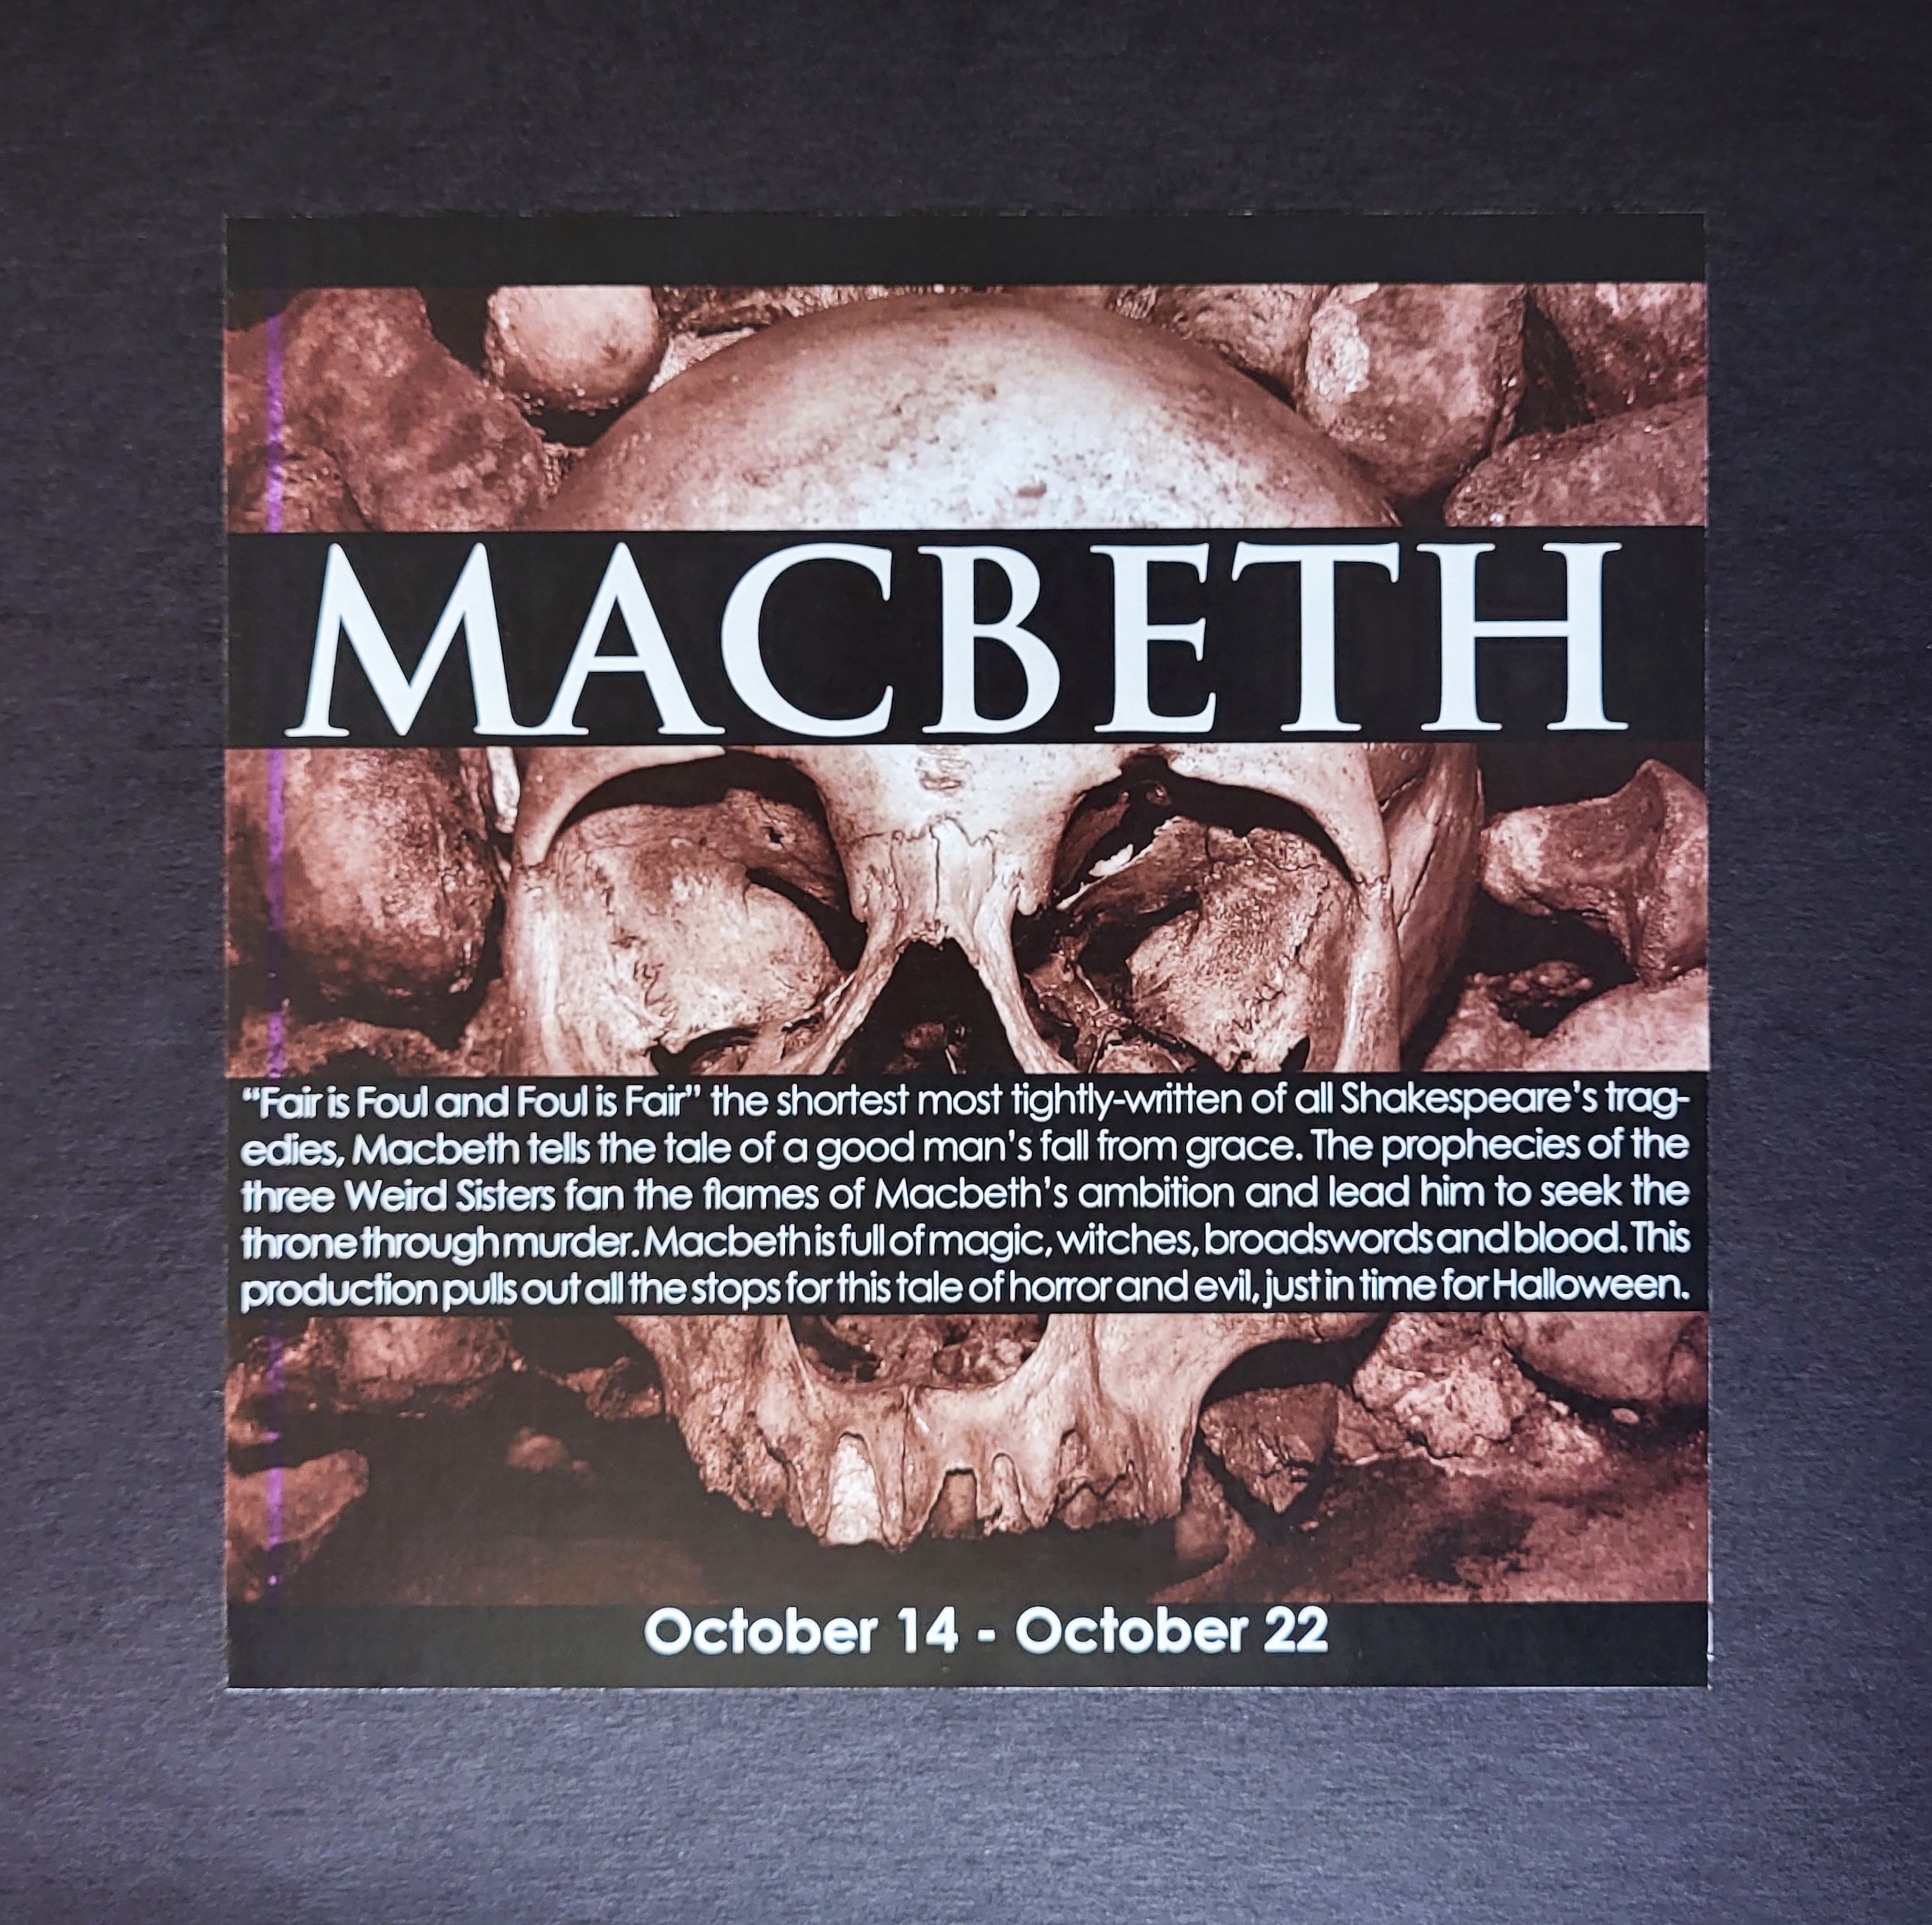 MACBETH
“Fair is Foul and Foul is Fair” the shortest most tightly-written of all Shakespeare’s trag-
edies, Macbeth tells the tale of a good man’s fall from grace. The prophecies of the
three Weird Sisters fan the flames of Macbeth’s ambition and lead him to seek the
throne through murder. Macbeth is full of magic, witches, broadswords and blood. This
production pulls out all the stops for this tale of horror and evil, just in time for Halloween.
October 14 - October 22